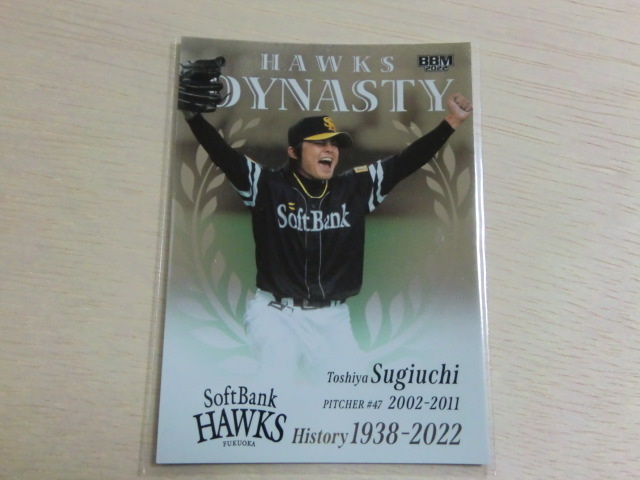 HAWKS
DYNASTY
BBM
2022
SoftBank
Toshiya Sugiuchi
PITCHER #47 2002-2011
SoftBank
HAWKS
FUKUOKA
History 1938-2022